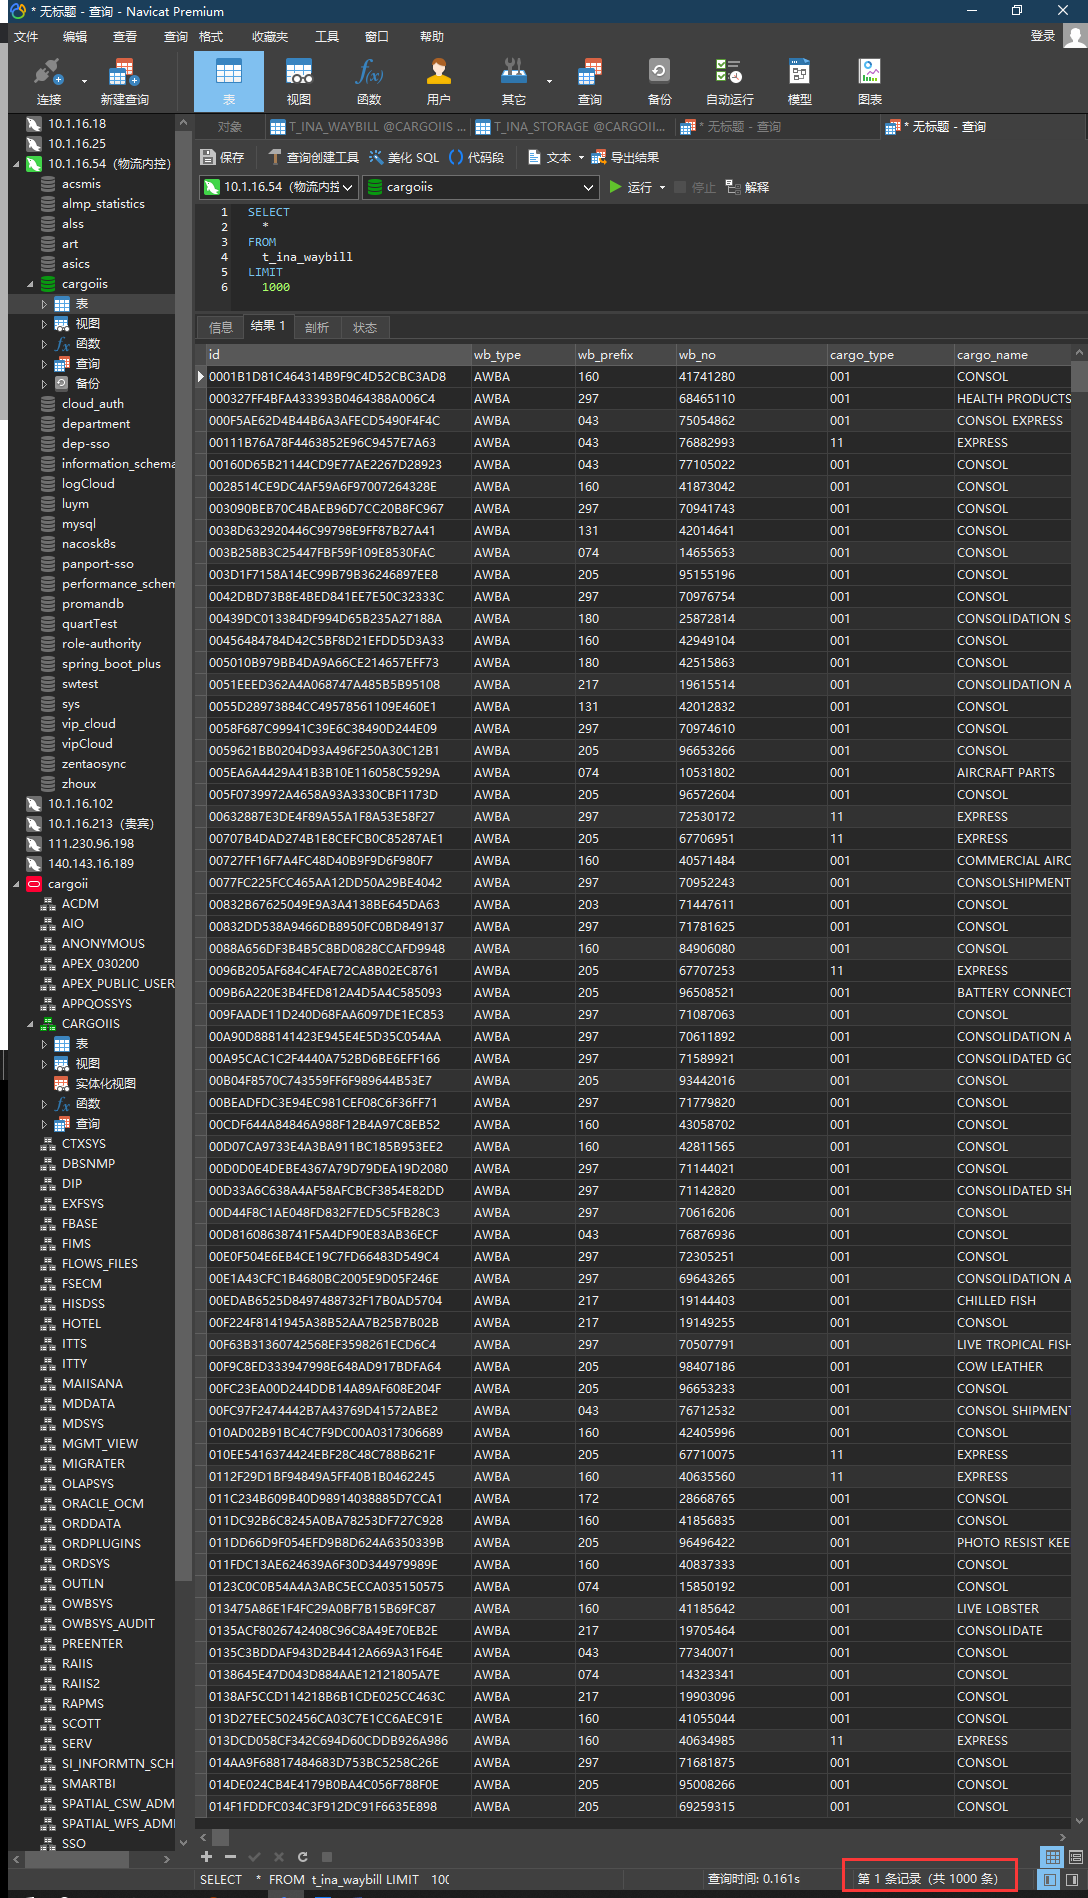 * 无标题 - 查询 - Navicat Premium
文件 编辑 查看 查询 格式 收藏夹 工具 窗口 帮助 登录
连接 新建查询 表 视图 函数 用户 其它 查询 备份 自动运行 模型 图表
10.1.16.18
10.1.16.25
10.1.16.54（物流内控）
acsmis
almp_statistics
alss
art
asics
cargoiis
表
视图
函数
查询
备份
cloud_auth
department
dep-sso
information_schema
logCloud
luym
mysql
nacosk8s
panport-sso
performance_schem
promandb
quartTest
role-authority
spring_boot_plus
swtest
sys
vip_cloud
vipCloud
zentaosync
zhoux
10.1.16.102
10.1.16.213（贵宾）
111.230.96.198
140.143.16.189
cargoii
ACDM
AIO
ANONYMOUS
APEX_030200
APEX_PUBLIC_USER
APPQOSSYS
CARGOIIS
表
视图
实体化视图
函数
查询
CTXSYS
DBSNMP
DIP
EXFSYS
FBASE
FIMS
FLOWS_FILES
FSECM
HISDSS
HOTEL
ITTS
ITTY
MAIISANA
MDDATA
MDSYS
MGMT_VIEW
MIGRATER
OLAPSYS
ORACLE_OCM
ORDDATA
ORDPLUGINS
ORDSYS
OUTLN
OWBSYS
OWBSYS_AUDIT
PREENTER
RAIIS
RAIIS2
RAPMS
SCOTT
SERV
SI_INFORMTN_SCH
SMARTBI
SPATIAL_CSW_ADM
SPATIAL_WFS_ADMI
SSO
对象 T_INA_WAYBILL @CARGOIIS ... T_INA_STORAGE @CARGOII... * 无标题 - 查询 * 无标题 - 查询
保存 查询创建工具 美化 SQL 代码段 文本 导出结果
10.1.16.54（物流内控 cargoiis 运行 停止 解释
1 SELECT
2 *
3 FROM
4 t_ina_waybill
5 LIMIT
6 1000
信息 结果 1 剖析 状态
id wb_type wb_prefix wb_no cargo_type cargo_name
0001B1D81C464314B9F9C4D52CBC3AD8 AWBA 160 41741280 001 CONSOL
000327FF4BFA433393B0464388A006C4 AWBA 297 68465110 001 HEALTH PRODUCTS
000F5AE62D4B44B6A3AFECD5490F4F4C AWBA 043 75054862 001 CONSOL EXPRESS
00111B76A78F4463852E96C9457E7A63 AWBA 043 76882993 11 EXPRESS
00160D65B21144CD9E77AE2267D28923 AWBA 043 77105022 001 CONSOL
0028514CE9DC4AF59A6F97007264328E AWBA 160 41873042 001 CONSOL
003090BEB70C4BAEB96D7CC20B8FC967 AWBA 297 70941743 001 CONSOL
0038D632920446C99798E9FF87B27A41 AWBA 131 42014641 001 CONSOL
003B258B3C25447FBF59F109E8530FAC AWBA 074 14655653 001 CONSOL
003D1F7158A14EC99B79B36246897EE8 AWBA 205 95155196 001 CONSOL
0042DBD73B8E4BED841EE7E50C32333C AWBA 297 70976754 001 CONSOL
00439DC013384DF994D65B235A27188A AWBA 180 25872814 001 CONSOLIDATION S
00456484784D42C5BF8D21EFDD5D3A33 AWBA 160 42949104 001 CONSOL
005010B979BB4DA9A66CE214657EFF73 AWBA 180 42515863 001 CONSOL
0051EEED362A4A068747A485B5B95108 AWBA 217 19615514 001 CONSOLIDATION A
0055D28973884CC49578561109E460E1 AWBA 131 42012832 001 CONSOL
0058F687C99941C39E6C38490D244E09 AWBA 297 70974610 001 CONSOL
0059621BB0204D93A496F250A30C12B1 AWBA 205 96653266 001 CONSOL
005EA6A4429A41B3B10E116058C5929A AWBA 074 10531802 001 AIRCRAFT PARTS
005F0739972A4658A93A3330CBF1173D AWBA 205 96572604 001 CONSOL
00632887E3DE4F89A55A1F8A53E58F27 AWBA 297 72530172 11 EXPRESS
00707B4DAD274B1E8CEFCB0C85287AE1 AWBA 205 67706951 11 EXPRESS
00727FF16F7A4FC48D40B9F9D6F980F7 AWBA 160 40571484 001 COMMERCIAL AIRC
0077FC225FCC465AA12DD50A29BE4042 AWBA 297 70952243 001 CONSOLSHIPMENT
00832B67625049E9A3A4138BE645DA63 AWBA 203 71447611 001 CONSOL
00832DD538A9466DB8950FC0BD849137 AWBA 297 71781625 001 CONSOL
0088A656DF3B4B5C8BD0828CCAFD9948 AWBA 160 84906080 001 CONSOL
0096B205AF684C4FAE72CA8B02EC8761 AWBA 205 67707253 11 EXPRESS
009B6A220E3B4FED812A4D5A4C585093 AWBA 205 96508521 001 BATTERY CONNECT
009FAADE11D240D68FAA6097DE1EC853 AWBA 297 71087063 001 CONSOL
00A90D888141423E945E4E5D35C054AA AWBA 297 70611892 001 CONSOLIDATION A
00A95CAC1C2F4440A752BD6BE6EFF166 AWBA 297 71589921 001 CONSOLIDATED GC
00B04F8570C743559FF6F989644B53E7 AWBA 205 93442016 001 CONSOL
00BEADFDC3E94EC981CEF08C6F36FF71 AWBA 297 71779820 001 CONSOL
00CDF644A84846A988F12B4A97C8EB52 AWBA 160 43058702 001 CONSOL
00D07CA9733E4A3BA911BC185B953EE2 AWBA 160 42811565 001 CONSOL
00D0D0E4DEBE4367A79D79DEA19D2080 AWBA 297 71144021 001 CONSOL
00D33A6C638A4AF58AFCBCF3854E82DD AWBA 297 71142820 001 CONSOLIDATED SH
00D44F8C1AE048FD832F7ED5C5FB28C3 AWBA 297 70616206 001 CONSOL
00D81608638741F5A4DF90E83AB36ECF AWBA 043 76876936 001 CONSOL
00E0F504E6EB4CE19C7FD66483D549C4 AWBA 297 72305251 001 CONSOL
00E1A43CFC1B4680BC2005E9D05F246E AWBA 297 69643265 001 CONSOLIDATION A
00EDAB6525D8497488732F17B0AD5704 AWBA 217 19144403 001 CHILLED FISH
00F224F8141945A38B52AA7B25B7B02B AWBA 217 19149255 001 CONSOL
00F63B31360742568EF3598261ECD6C4 AWBA 297 70507791 001 LIVE TROPICAL FISH
00F9C8ED333947998E648AD917BDFA64 AWBA 205 98407186 001 COW LEATHER
00FC23EA00D244DDB14A89AF608E204F AWBA 205 96653233 001 CONSOL
00FC97F2474442B7A43769D41572ABE2 AWBA 043 76712532 001 CONSOL SHIPMENT
010AD02B91BC4C7F9DC00A0317306689 AWBA 160 42405996 001 CONSOL
010EE5416374424EBF28C48C788B621F AWBA 205 67710075 11 EXPRESS
0112F29D1BF94849A5FF40B1B0462245 AWBA 160 40635560 11 EXPRESS
011C234B609B40D98914038885D7CCA1 AWBA 172 28668765 001 CONSOL
011DC92B6C8245A0BA78253DF727C928 AWBA 160 41856835 001 CONSOL
011DD66D9F054EFD9B8D624A6350339B AWBA 205 96496422 001 PHOTO RESIST KEE
011FDC13AE624639A6F30D344979989E AWBA 160 40837333 001 CONSOL
0123C0C0B54A4A3ABC5ECCA035150575 AWBA 074 15850192 001 CONSOL
013475A86E1F4FC29A0BF7B15B69FC87 AWBA 160 41185642 001 LIVE LOBSTER
0135ACF8026742408C96C8A49E70EB2E AWBA 217 19705464 001 CONSOLIDATE
0135C3BDDAF943D2B4412A669A31F64E AWBA 043 77340071 001 CONSOL
0138645E47D043D884AAE12121805A7E AWBA 074 14323341 001 CONSOL
0138AF5CCD114218B6B1CDE025CC463C AWBA 217 19903096 001 CONSOL
013D27EEC502456CA03C7E1CC6AEC91E AWBA 160 41055044 001 CONSOL
013DCD058CF342C694D60CDDB926A986 AWBA 160 40634985 11 EXPRESS
014AA9F68817484683D753BC5258C26E AWBA 297 71681875 001 CONSOL
014DE024CB4E4179B0BA4C056F788F0E AWBA 205 95008266 001 CONSOL
014F1FDDFC034C3F912DC91F6635E898 AWBA 205 69259315 001 CONSOL
SELECT * FROM t_ina_waybill LIMIT 100 查询时间: 0.161s 第 1 条记录（共 1000 条）